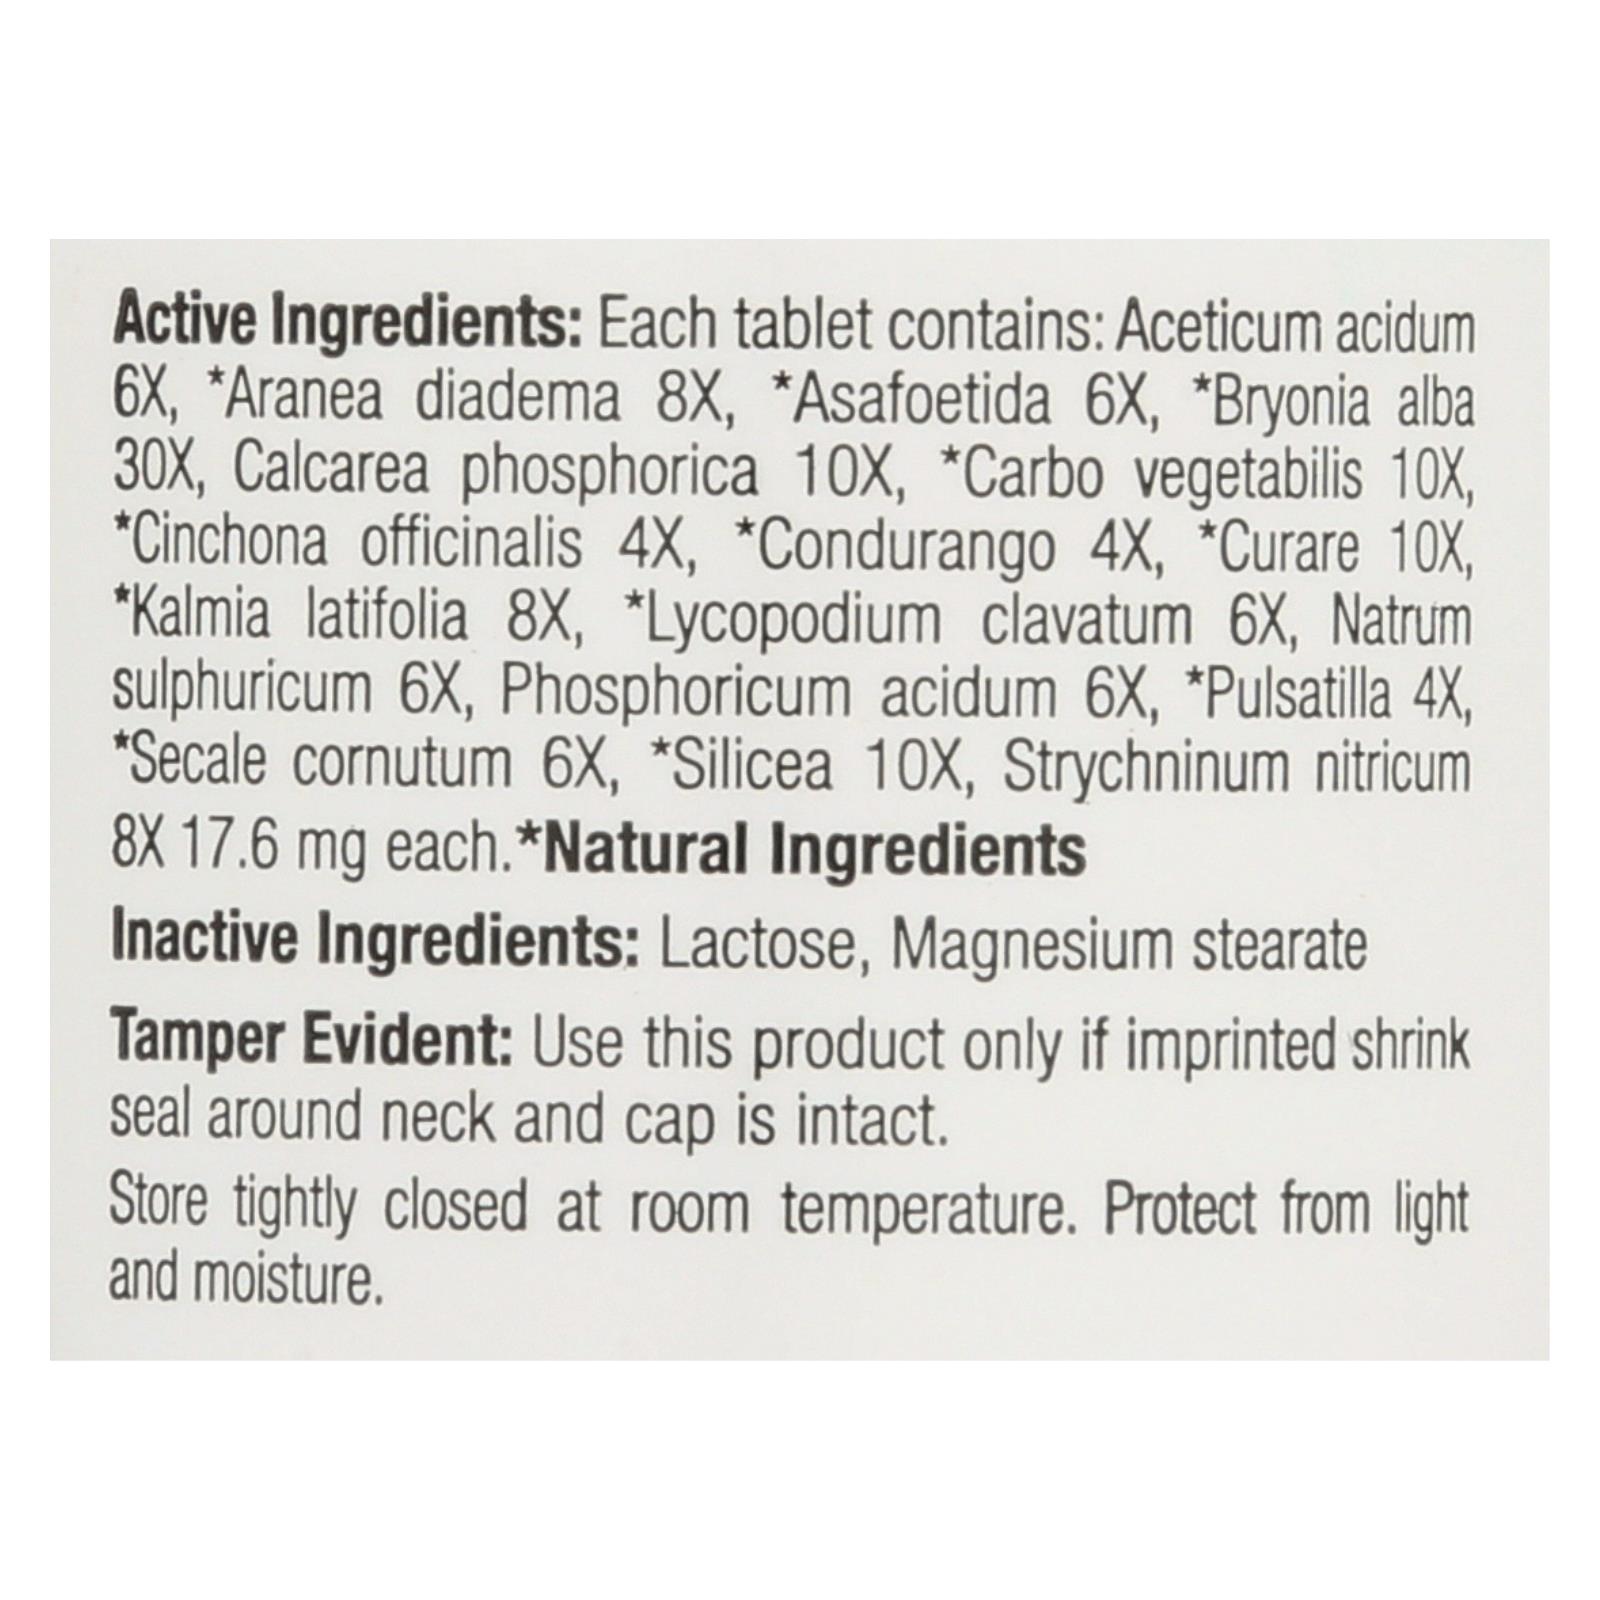 Active Ingredients: Each tablet contains: Aceticum acidum
6X, *Aranea diadema 8X, *Asafoetida 6X, *Bryonia alba
30X, Calcarea phosphorica 10X, *Carbo vegetabilis 10X,
*Cinchona officinalis 4X, *Condurango 4X, *Curare 10X,
*Kalmia latifolia 8X, *Lycopodium clavatum 6X, Natrum
sulphuricum 6X, Phosphoricum acidum 6X, *Pulsatilla 4X,
*Secale cornutum 6X, *Silicea 10X, Strychninum nitricum
8X 17.6 mg each.*Natural Ingredients
Inactive Ingredients: Lactose, Magnesium stearate
Tamper Evident: Use this product only if imprinted shrink
seal around neck and cap is intact.
Store tightly closed at room temperature. Protect from light
and moisture.